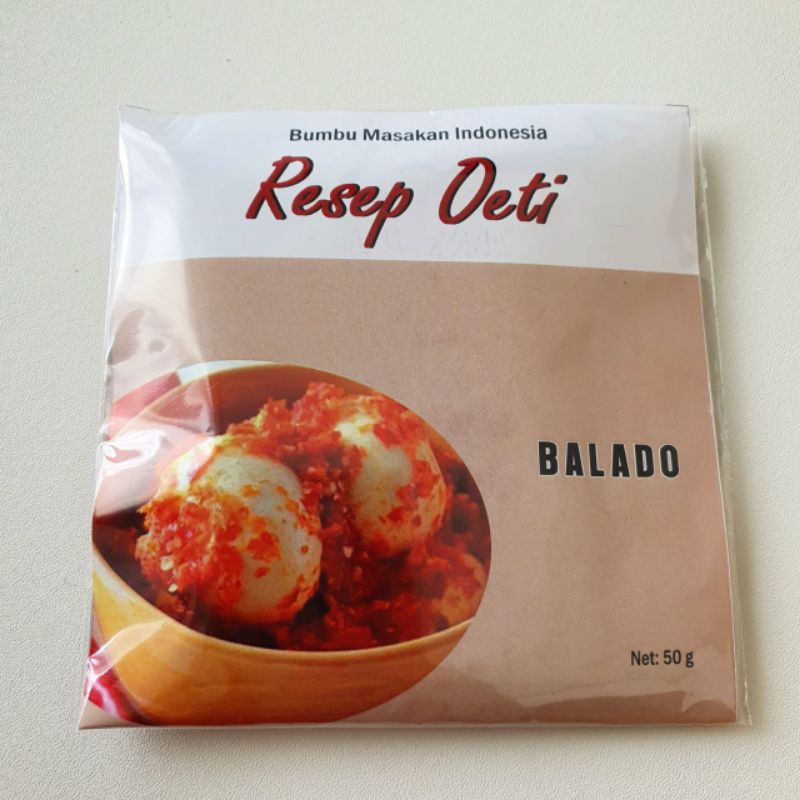 Bumbu Masakan Indonesia
Resep Oeti
BALADO
Net: 50 g